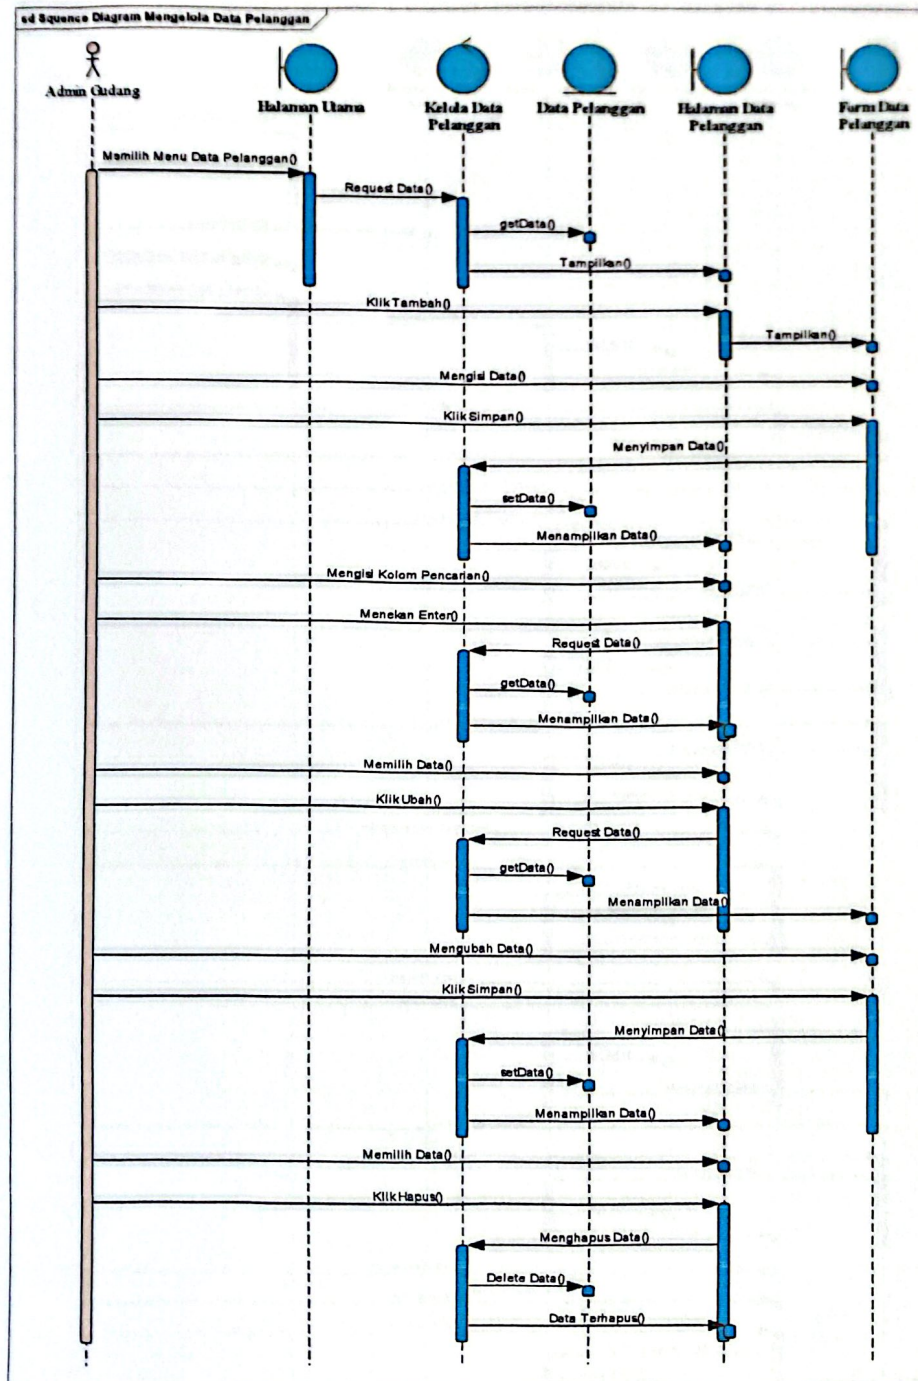 sd Squence Diagram Mengelola Data Pelanggan
Admin Gudang
Halaman Utama
Kelola Data
Pelanggan
Data Pelanggan
Halaman Data
Pelanggan
Form Data
Pelanggan
Memilih Menu Data Pelanggan()
Request Data()
getData()
Tampilkan()
Klik Tambah()
Tampilkan()
Mengisi Data()
Klik Simpan()
Menyimpan Data()
setData()
Menampilkan Data()
Mengisi Kolom Pencarian()
Menekan Enter()
Request Data()
getData()
Menampilkan Data()
Memilih Data()
Klik Ubah()
Request Data()
getData()
Menampilkan Data()
Mengubah Data()
Klik Simpan()
Menyimpan Data()
setData()
Menampilkan Data()
Memilih Data()
Klik Hapus()
Menghapus Data()
Delete Data()
Data Terhapus()